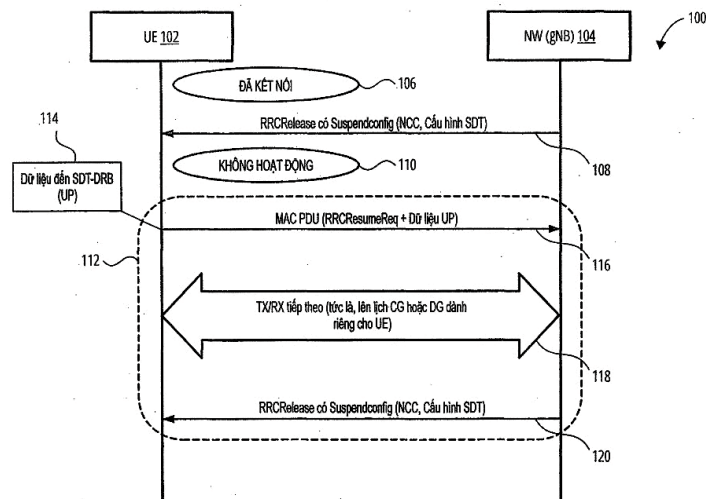 100
UE 102
NW (gNB) 104
ĐÃ KẾT NỐI
106
RRCRelease có Suspendconfig (NCC, Cấu hình SDT)
108
114
KHÔNG HOẠT ĐỘNG
110
Dữ liệu đến SDT-DRB
(UP)
MAC PDU (RRCResumeReq + Dữ liệu UP)
116
112
TX/RX tiếp theo (tức là, lên lịch CG hoặc DG dành
riêng cho UE)
118
RRCRelease có Suspendconfig (NCC, Cấu hình SDT)
120